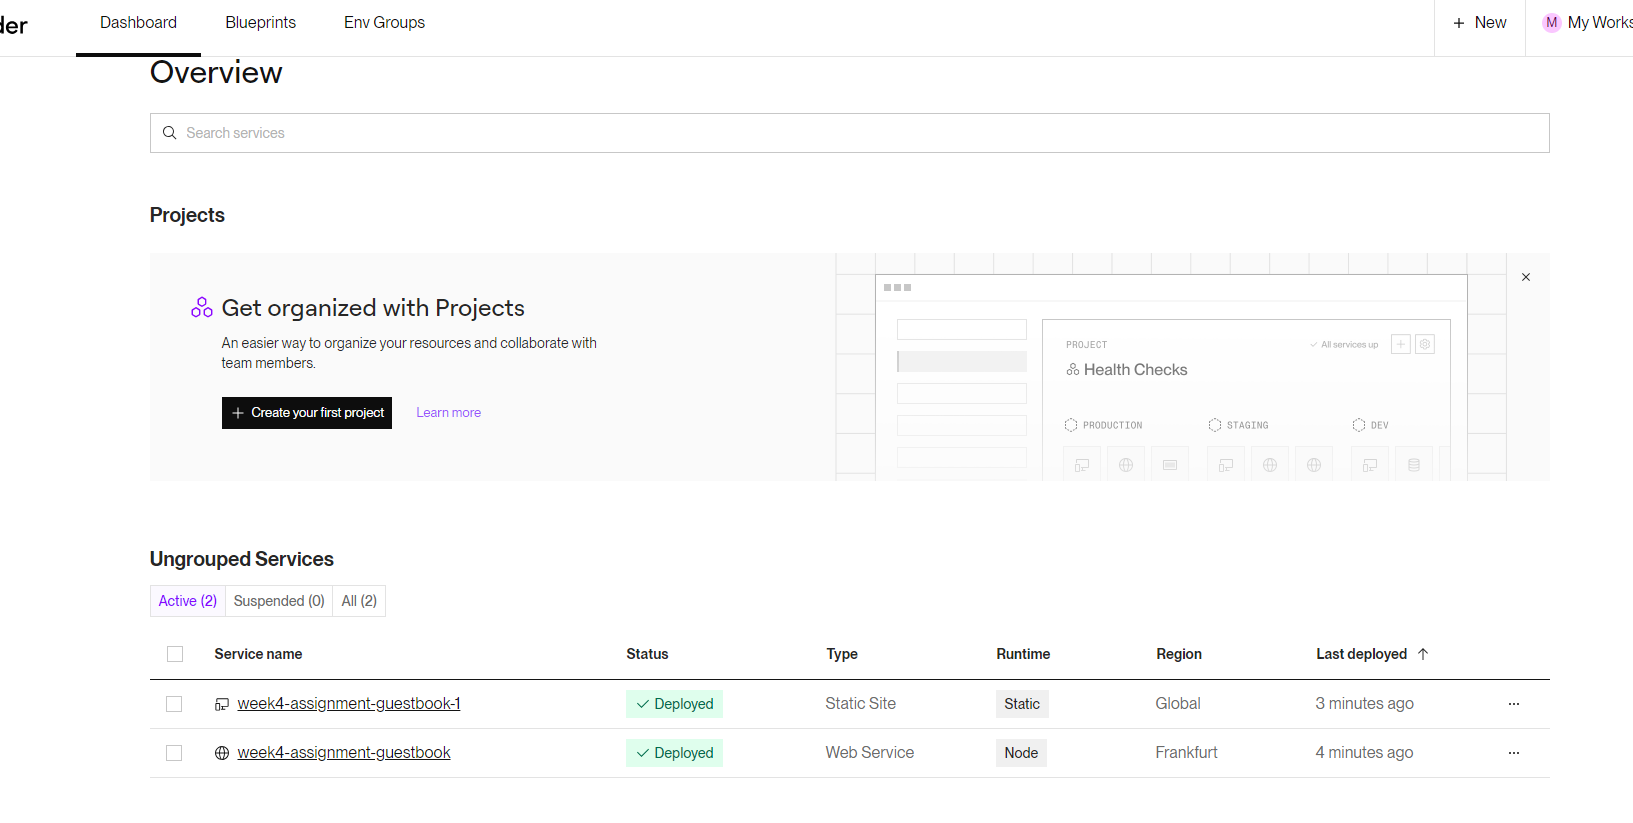 der
Dashboard
Blueprints
Env Groups
+ New
M My Works
Overview
Search services
Projects
Get organized with Projects
An easier way to organize your resources and collaborate with
team members.
+ Create your first project
Learn more
PROJECT
All services up
Health Checks
PRODUCTION
STAGING
DEV
Ungrouped Services
Active (2)
Suspended (0)
All (2)
Service name Status Type Runtime Region Last deployed ↑
week4-assignment-guestbook-1 Deployed Static Site Static Global 3 minutes ago ...
week4-assignment-guestbook Deployed Web Service Node Frankfurt 4 minutes ago ...